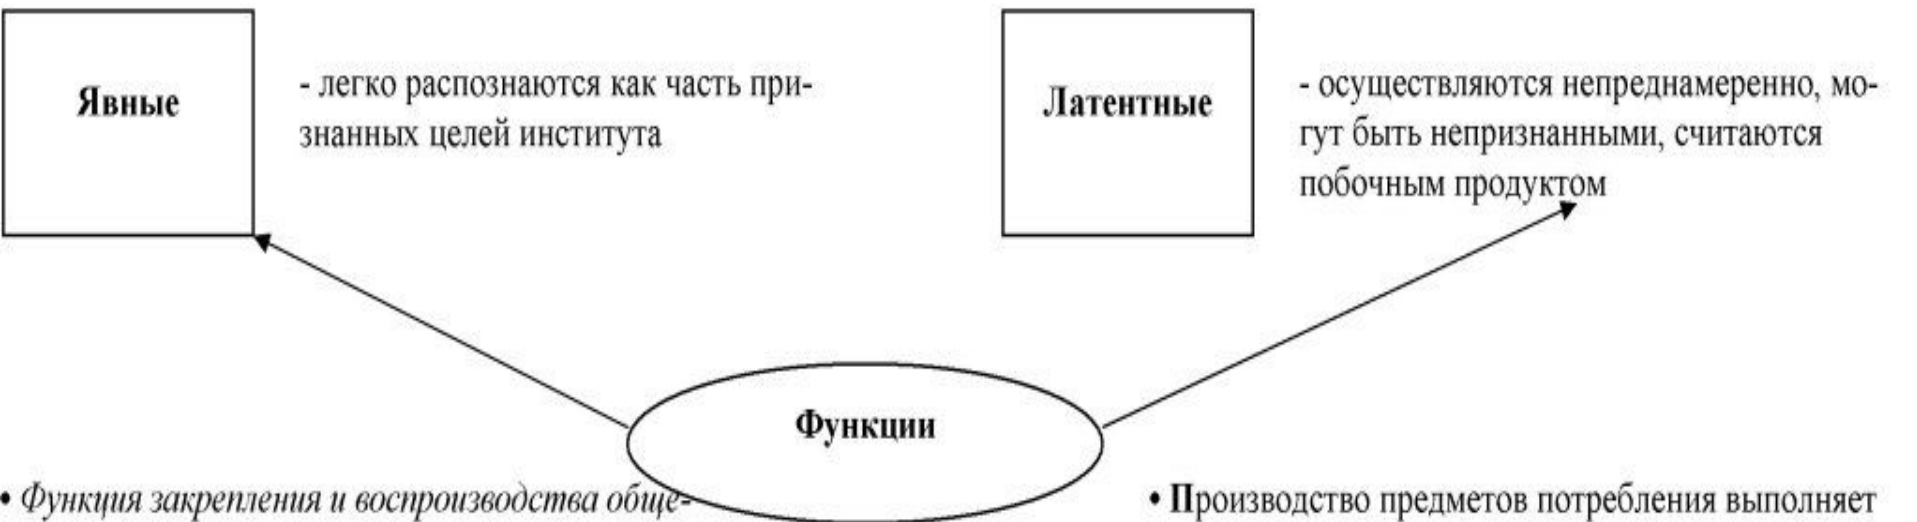 Явные
- легко распознаются как часть при-
знанных целей института
Латентные
- осуществляются непреднамеренно, мо-
гут быть непризнанными, считаются
побочным продуктом
Функции
• Функция закрепления и воспроизводства обще-
• Производство предметов потребления выполняет